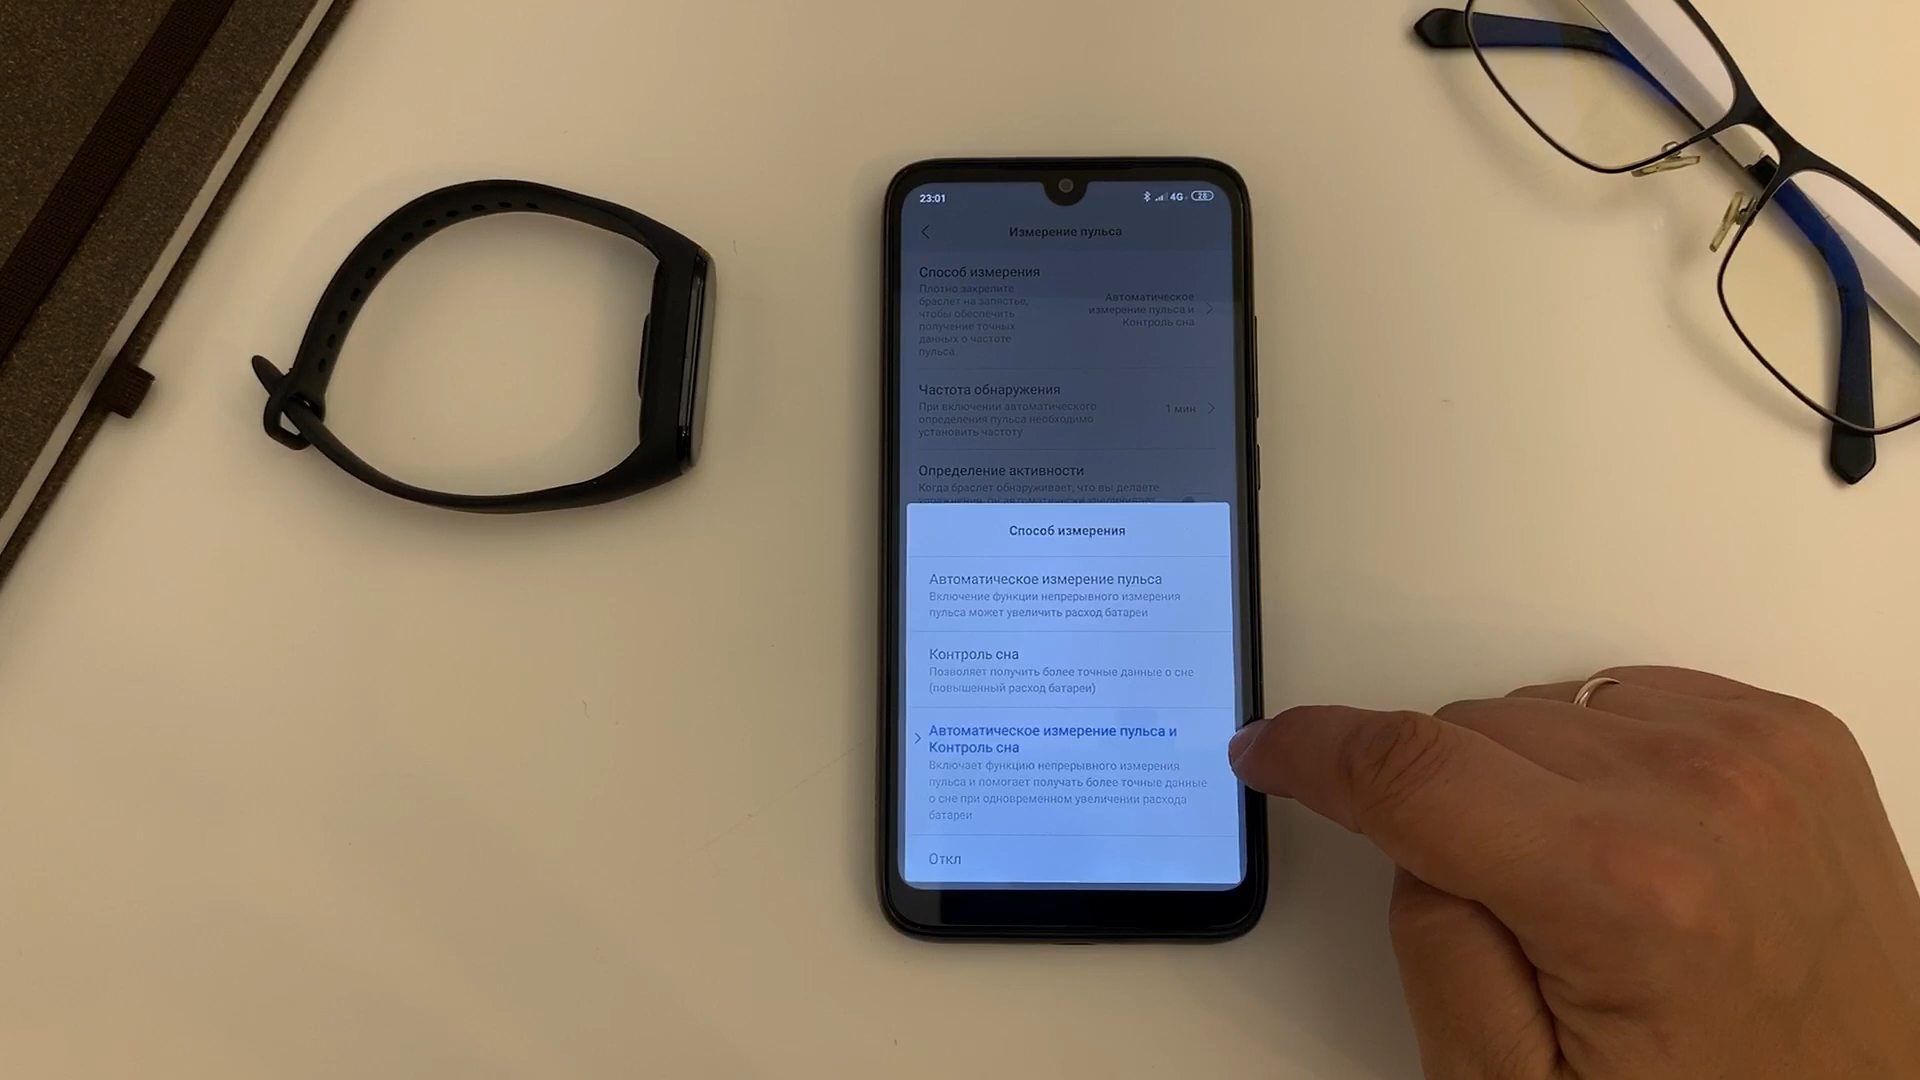 23:01
4G
28
Измерение пульса
Способ измерения
Плотно закрепите
браслет на запястье,
чтобы обеспечить
получение точных
данных о частоте
пульса
Автоматическое
измерение пульса и
Контроль сна
Частота обнаружения
При включении автоматического
определения пульса необходимо
установить частоту
1 мин
Определение активности
Когда браслет обнаруживает, что вы делаете
Способ измерения
Автоматическое измерение пульса
Включение функции непрерывного измерения
пульса может увеличить расход батареи
Контроль сна
Позволяет получить более точные данные о сне
(повышенный расход батареи)
Автоматическое измерение пульса и
Контроль сна
Включает функцию непрерывного измерения
пульса и помогает получать более точные данные
о сне при одновременном увеличении расхода
батареи
Откл